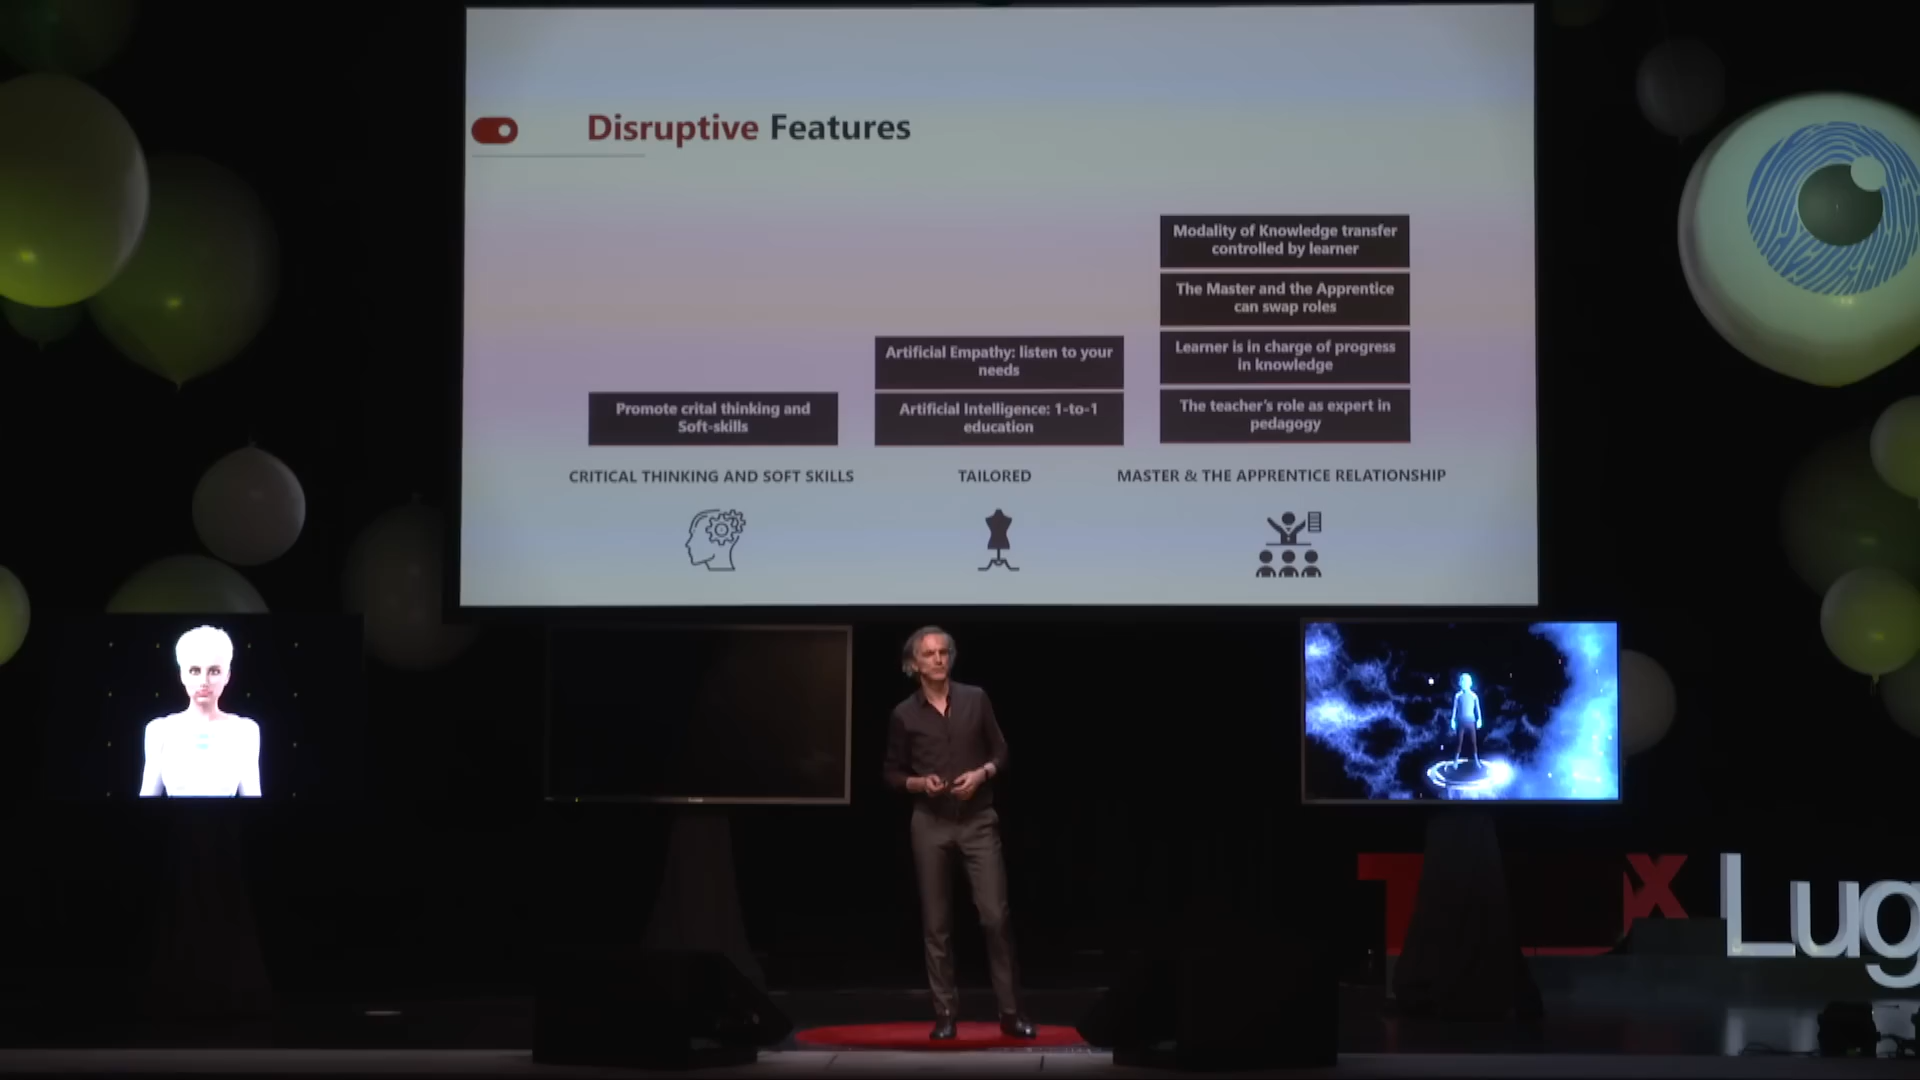 Disruptive Features
Modality of Knowledge transfer
controlled by learner
The Master and the Apprentice
can swap roles
Learner is in charge of progress
in knowledge
The teacher's role as expert in
pedagogy
Artificial Empathy: listen to your
needs
Artificial Intelligence: 1-to-1
education
Promote crital thinking and
Soft-skills
CRITICAL THINKING AND SOFT SKILLS
TAILORED
MASTER & THE APPRENTICE RELATIONSHIP
Lug